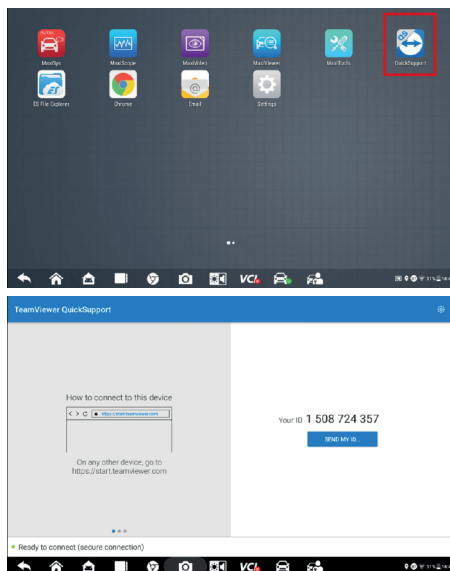 AUTEL
MaxiSys
MaxiScope
MaxiVideo
MaxiViewer
MaxiTools
QuickSupport
ES File Explorer
Chrome
Email
Settings
VCI
TeamViewer QuickSupport
How to connect to this device
https://start.teamviewer.com
On any other device, go to
https://start.teamviewer.com
Your ID 1 508 724 357
SEND MY ID...
Ready to connect (secure connection)
VCI